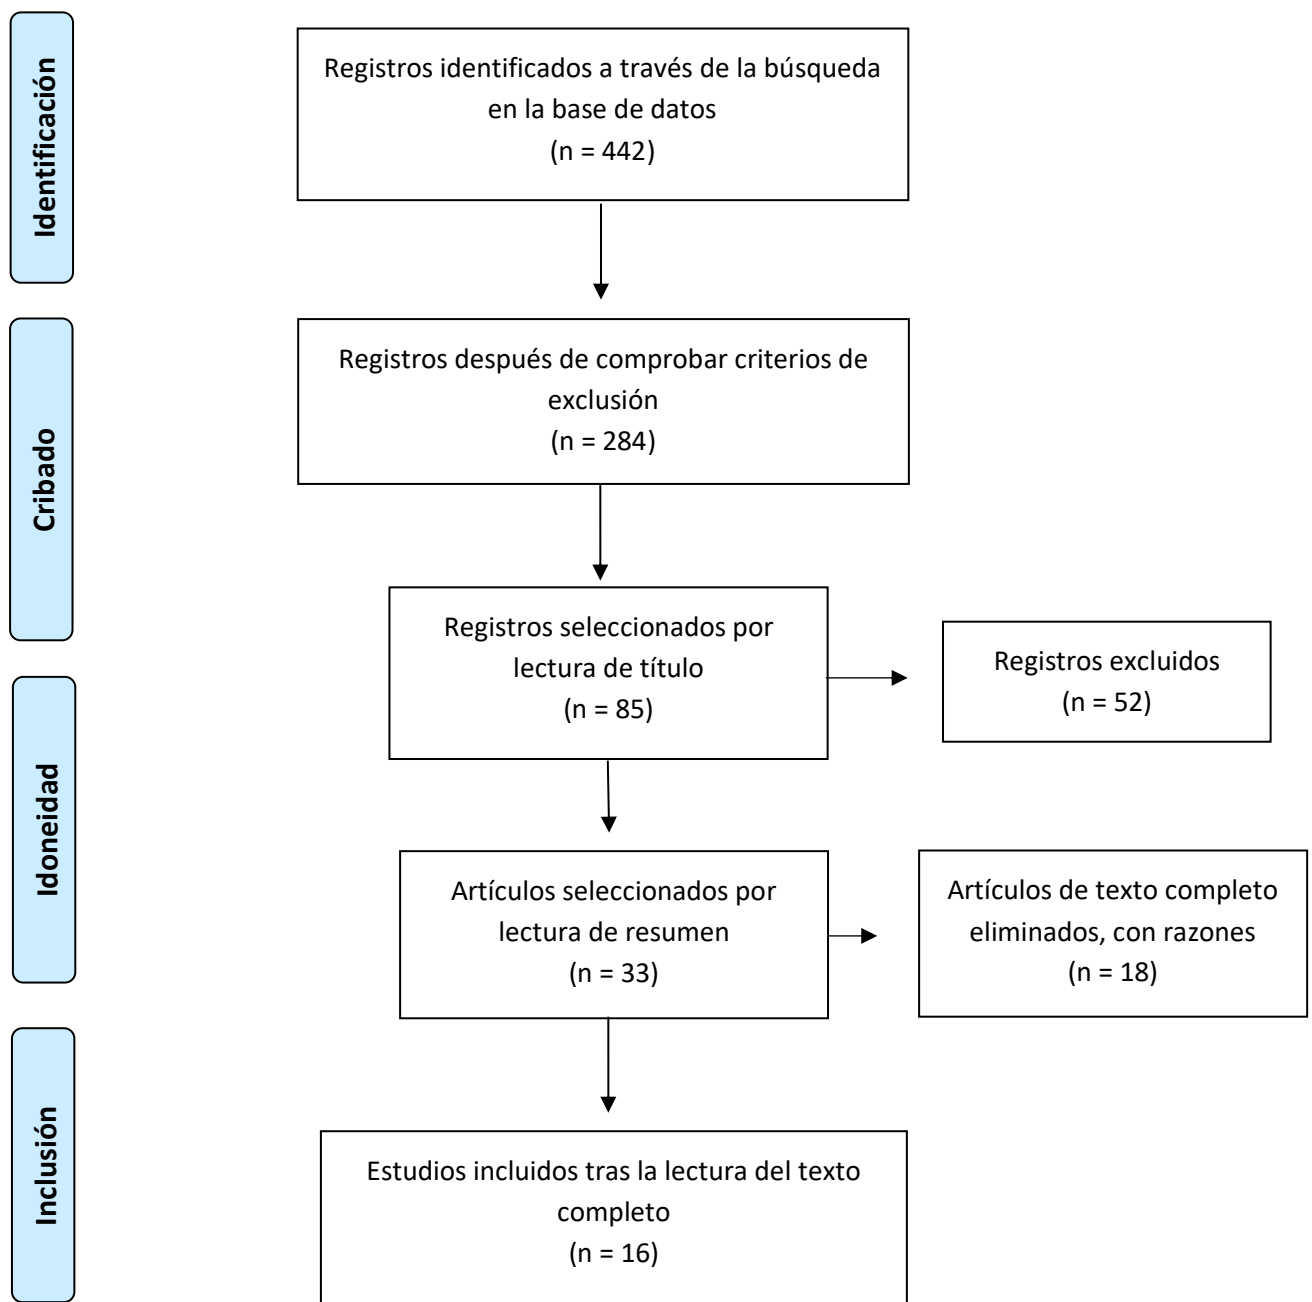 Identificación
Registros identificados a través de la búsqueda
en la base de datos
(n = 442)
Cribado
Registros después de comprobar criterios de
exclusión
(n = 284)
Registros seleccionados por
lectura de título
(n = 85)
Registros excluidos
(n = 52)
Idoneidad
Artículos seleccionados por
lectura de resumen
(n = 33)
Artículos de texto completo
eliminados, con razones
(n = 18)
Inclusión
Estudios incluidos tras la lectura del texto
completo
(n = 16)